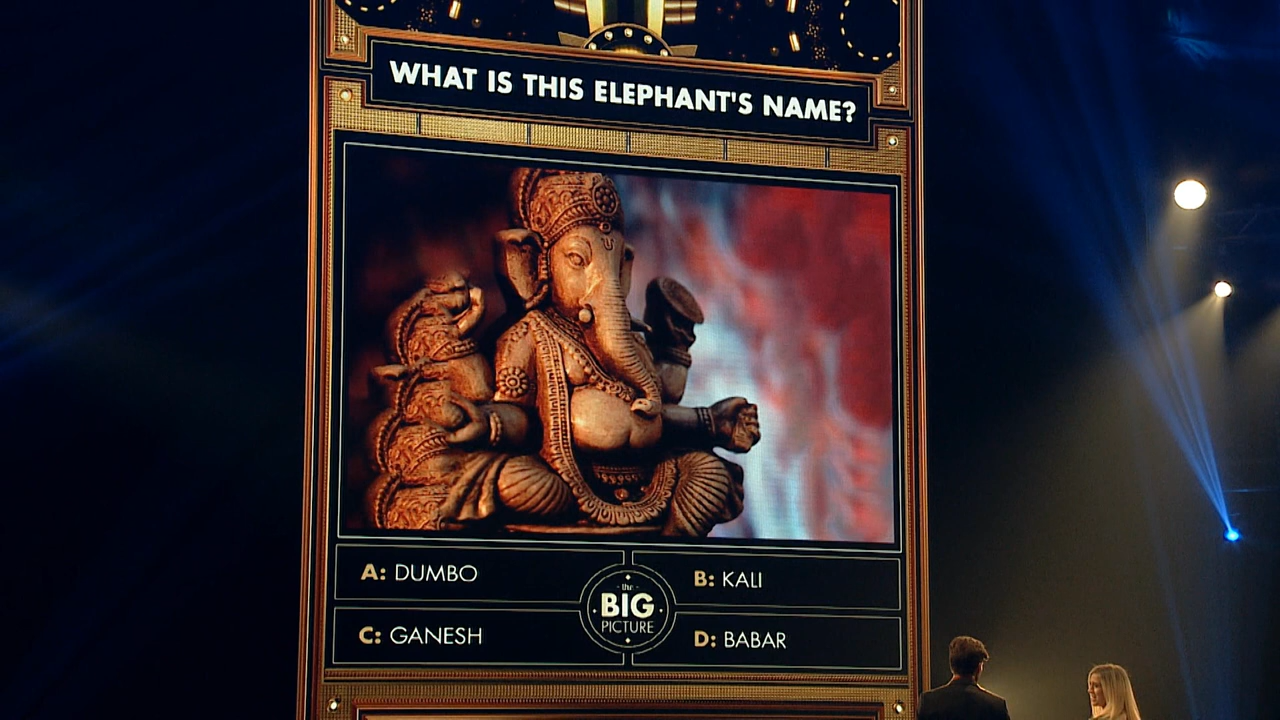 WHAT IS THIS ELEPHANT'S NAME?
A: DUMBO
B: KALI
C: GANESH
D: BABAR
the
BIG
PICTURE